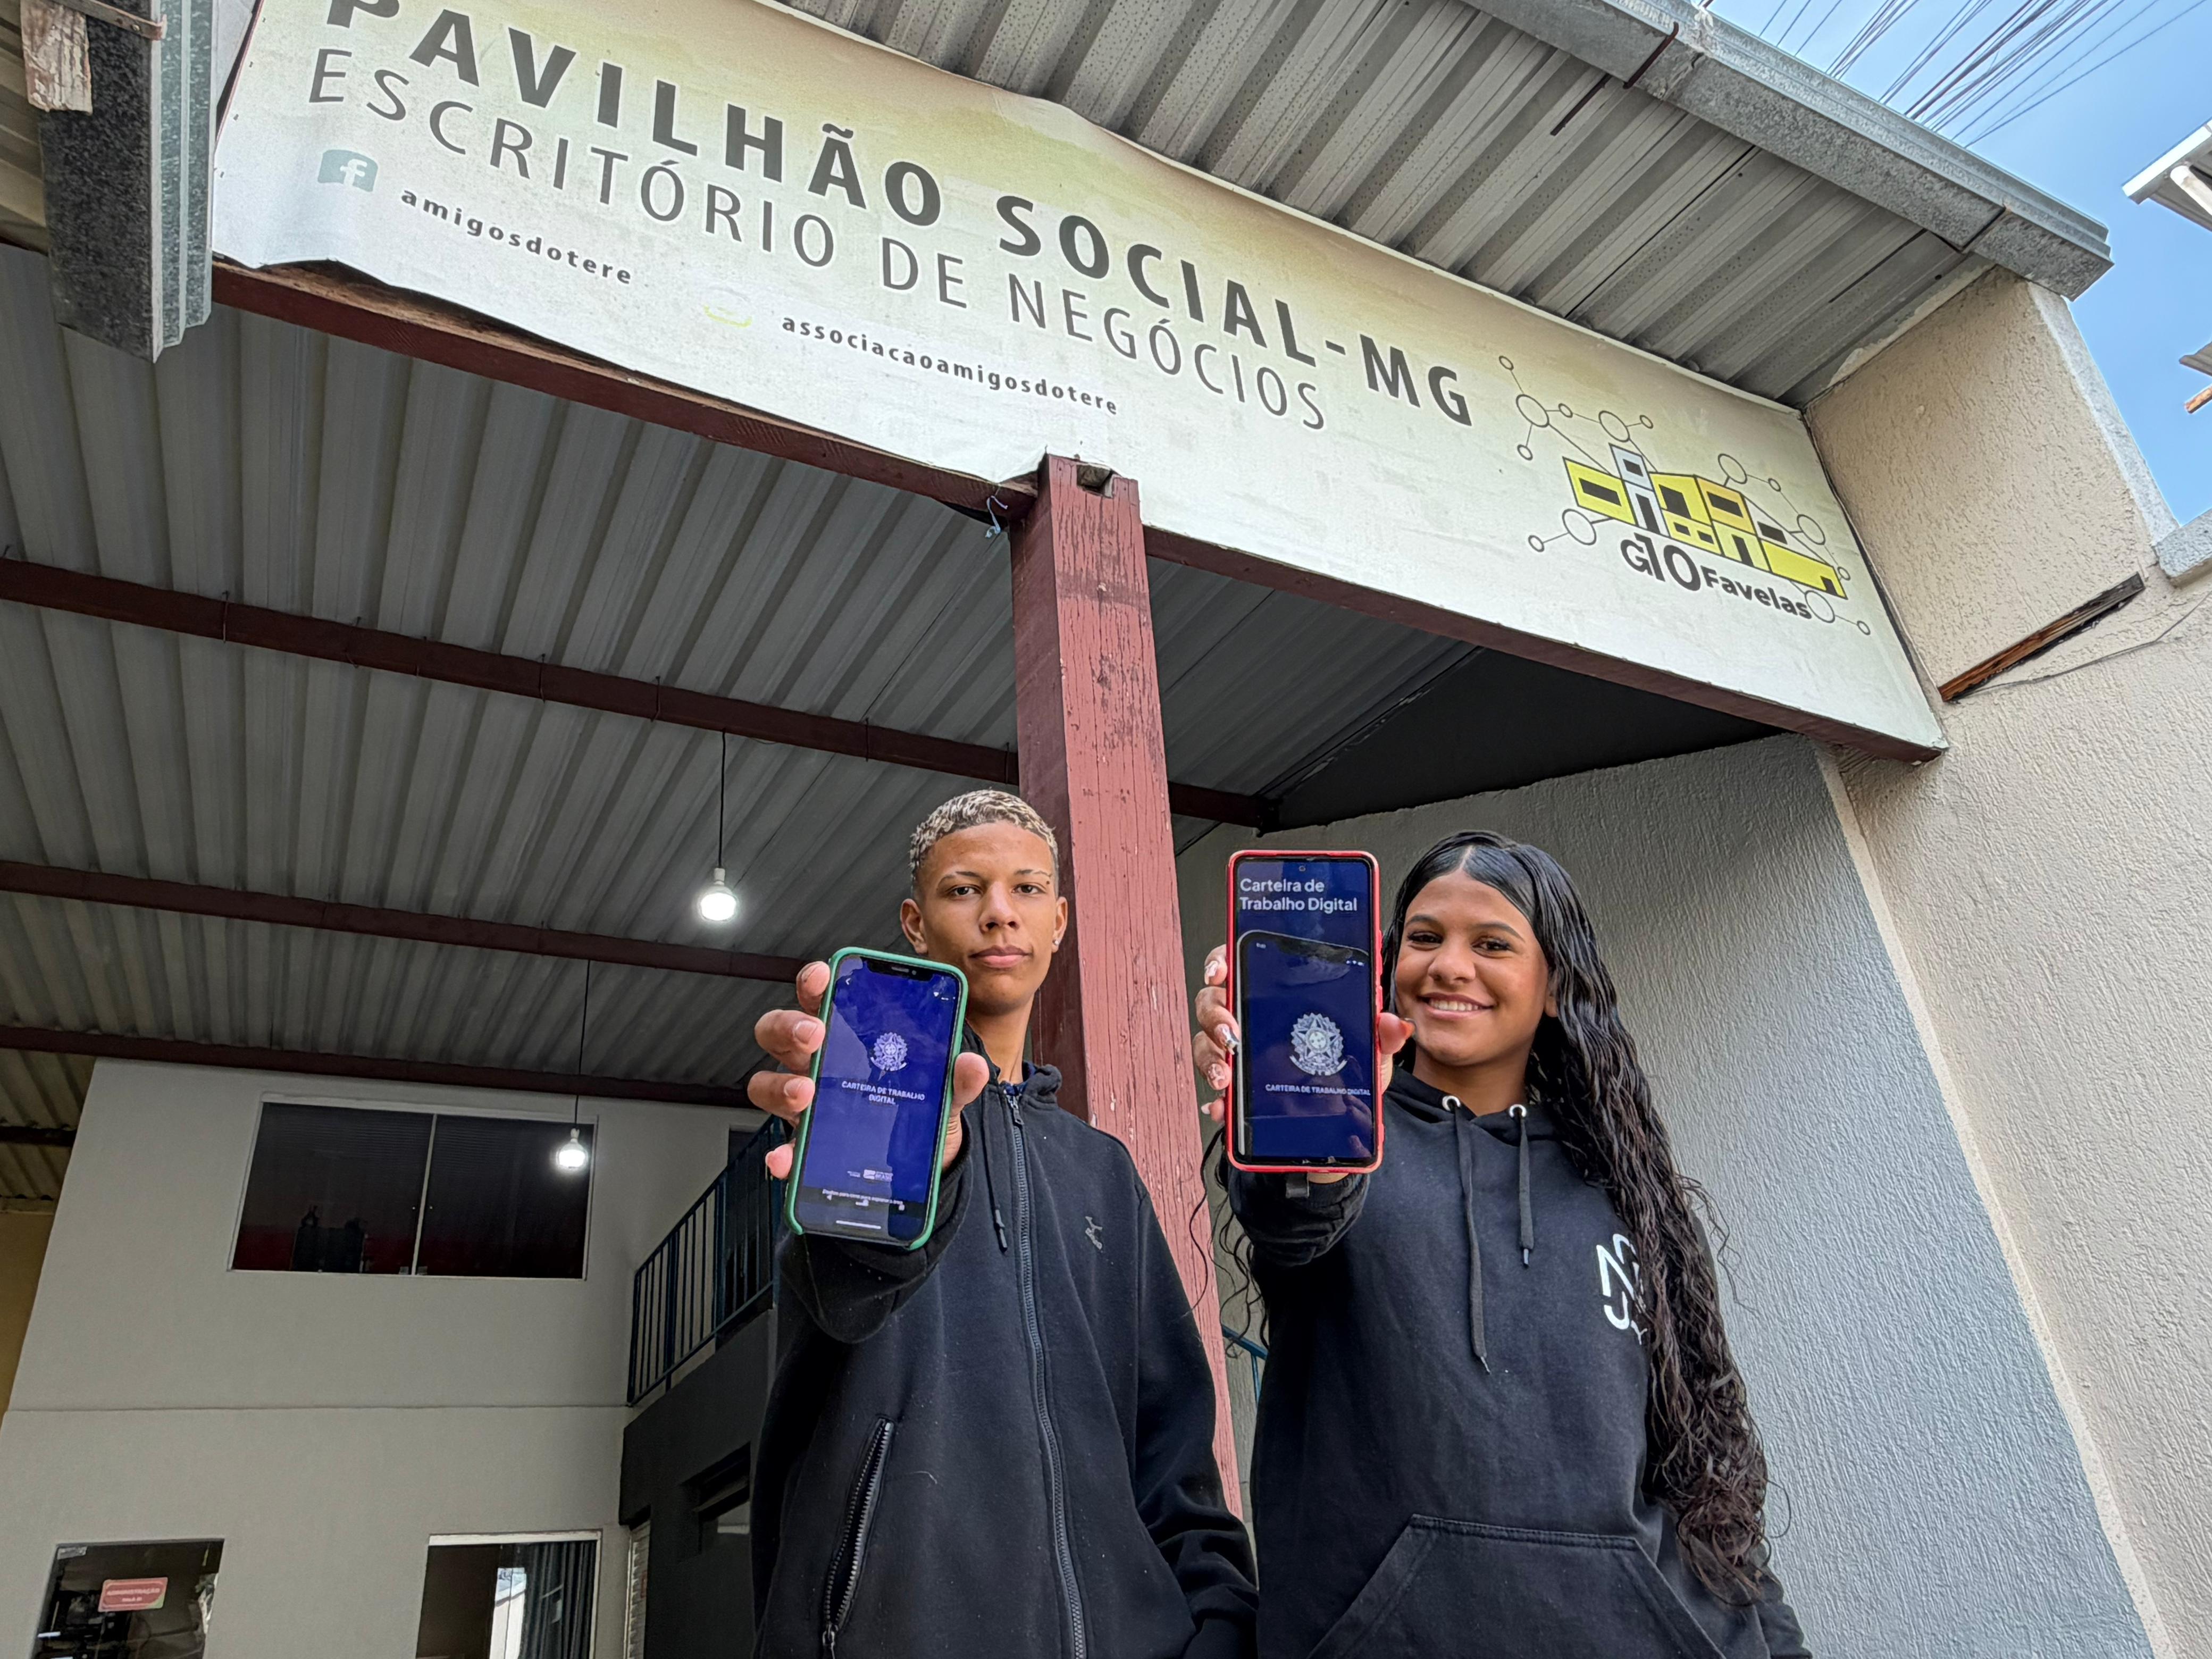 PAVILHÃO SOCIAL-MG
ESCRITÓRIO DE NEGÓCIOS
f amigosdotere
associacaoamigosdotere
G10 Favelas
CARTEIRA DE TRABALHO
DIGITAL
Carteira de
Trabalho Digital
CARTEIRA DE TRABALHO DIGITAL
ADMINISTRAÇÃO